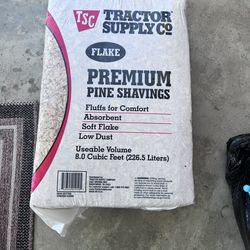 TSC
TRACTOR
SUPPLY CO
FLAKE
PREMIUM
PINE SHAVINGS
Fluffs for Comfort
Absorbent
Soft Flake
Low Dust
Useable Volume
8.0 Cubic Feet (226.5 Liters)